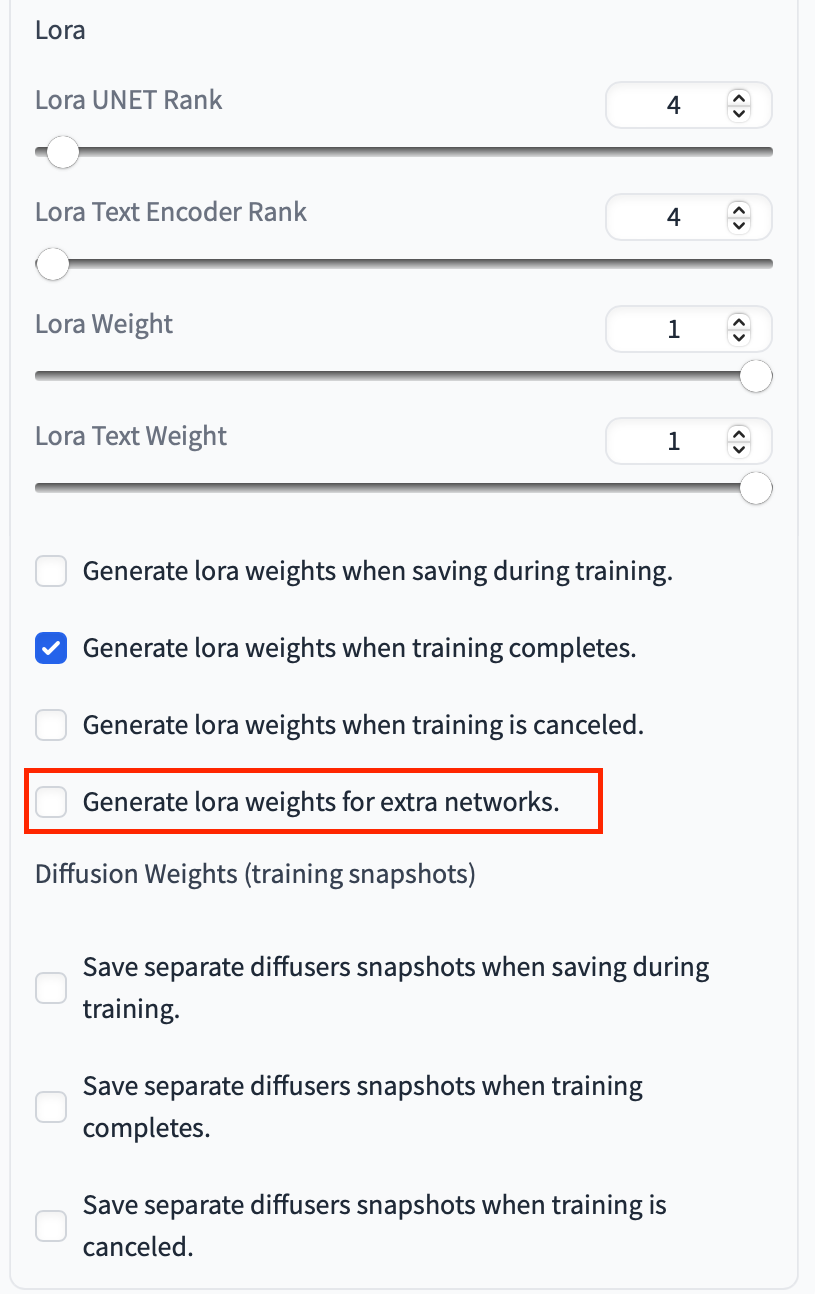 Lora
Lora UNET Rank
4
Lora Text Encoder Rank
4
Lora Weight
1
Lora Text Weight
1
Generate lora weights when saving during training.
Generate lora weights when training completes.
Generate lora weights when training is canceled.
Generate lora weights for extra networks.
Diffusion Weights (training snapshots)
Save separate diffusers snapshots when saving during
training.
Save separate diffusers snapshots when training
completes.
Save separate diffusers snapshots when training is
canceled.